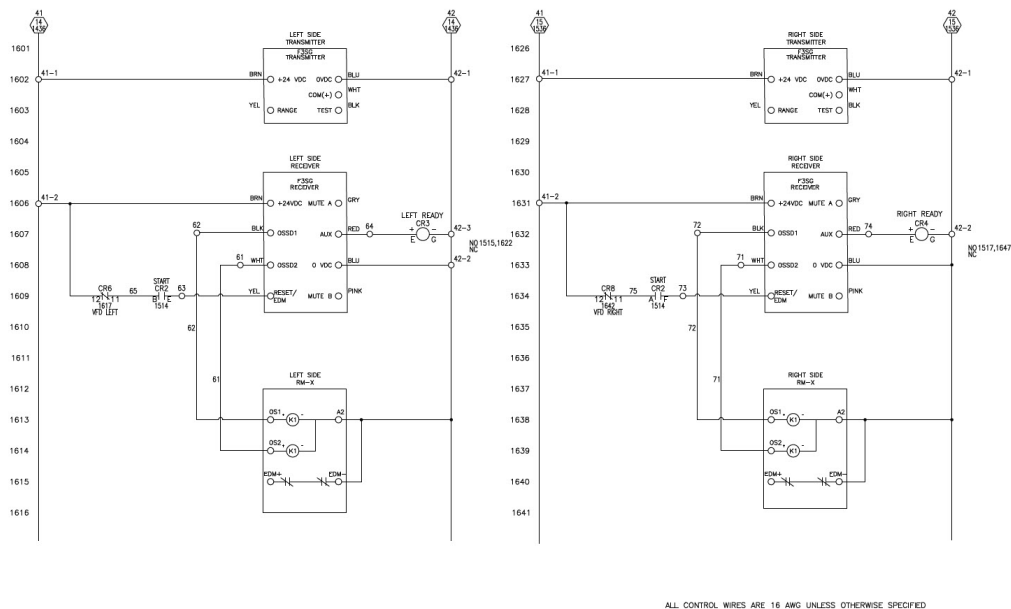 41
14
1436
42
14
1436
41
15
1536
42
15
1536
1601
1602
1603
1604
1605
1606
1607
1608
1609
1610
1611
1612
1613
1614
1615
1616
41-1
LEFT SIDE
TRANSMITTER
F3SG
TRANSMITTER
BRN
+24 VDC
0VDC
BLU
42-1
COM(+)
WHT
YEL
RANGE
TEST
BLK
LEFT SIDE
RECEIVER
F3SG
RECEIVER
41-2
BRN
+24VDC
MUTE A
GRY
62
BLK
OSSD1
AUX
RED
64
LEFT READY
CR3
+
-
E
G
42-3
NO 1515,1622
NC
61
WHT
OSSD2
0 VDC
BLU
42-2
CR6
12
11
1617
VFD LEFT
65
START
CR2
B
E
1514
63
YEL
RESET/
EDM
MUTE B
PINK
62
61
LEFT SIDE
RM-X
OS1
+
K1
-
A2
OS2
+
K1
-
EDM+
EDM-
1626
1627
1628
1629
1630
1631
1632
1633
1634
1635
1636
1637
1638
1639
1640
1641
41-1
RIGHT SIDE
TRANSMITTER
F3SG
TRANSMITTER
BRN
+24 VDC
0VDC
BLU
42-1
COM(+)
WHT
YEL
RANGE
TEST
BLK
RIGHT SIDE
RECEIVER
F3SG
RECEIVER
41-2
BRN
+24VDC
MUTE A
GRY
72
BLK
OSSD1
AUX
RED
74
RIGHT READY
CR4
+
-
E
G
42-2
NO 1517,1647
NC
71
WHT
OSSD2
0 VDC
BLU
CR8
12
11
1642
VFD RIGHT
75
START
CR2
A
F
1514
73
YEL
RESET/
EDM
MUTE B
PINK
72
71
RIGHT SIDE
RM-X
OS1
+
K1
-
A2
OS2
+
K1
-
EDM+
EDM-
ALL CONTROL WIRES ARE 16 AWG UNLESS OTHERWISE SPECIFIED